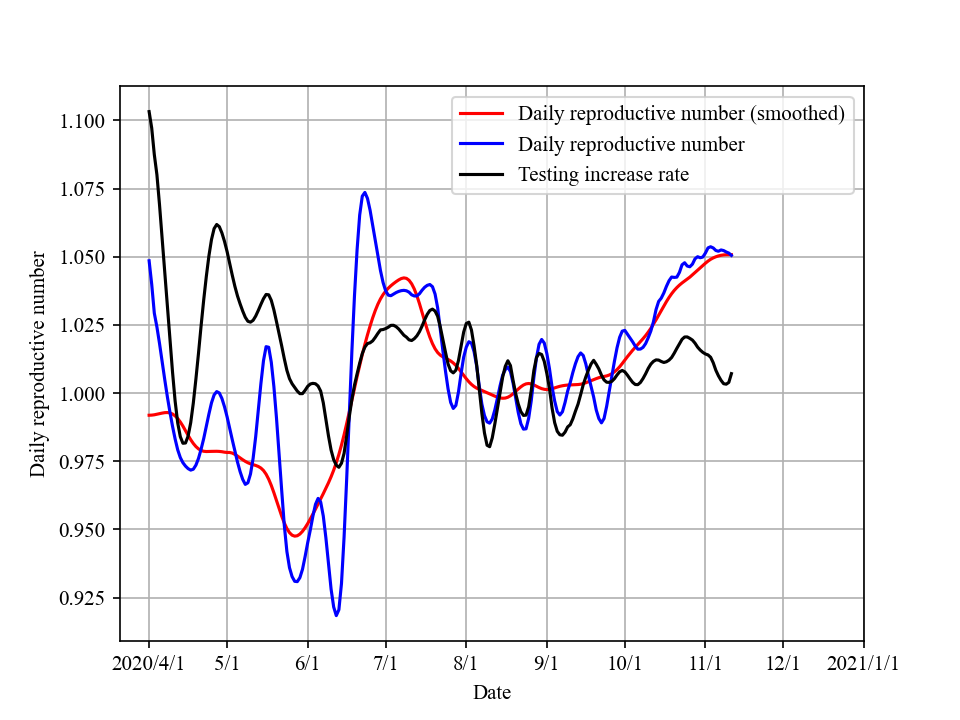 Daily reproductive number (smoothed)
Daily reproductive number
Testing increase rate
1.100
1.075
1.050
1.025
1.000
0.975
0.950
0.925
Daily reproductive number
2020/4/1 5/1 6/1 7/1 8/1 9/1 10/1 11/1 12/1 2021/1/1
Date